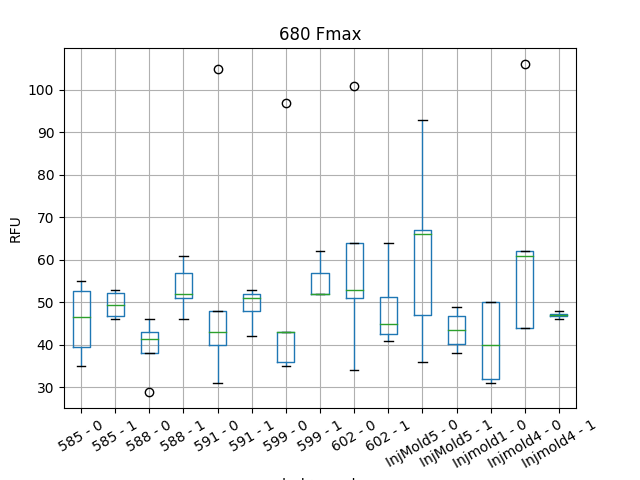 680 Fmax
RFU
100
90
80
70
60
50
40
30
585 - 0
585 - 1
588 - 0
588 - 1
591 - 0
591 - 1
599 - 0
599 - 1
602 - 0
602 - 1
InjMold5 - 0
InjMold5 - 1
Injmold1 - 0
Injmold4 - 0
Injmold4 - 1